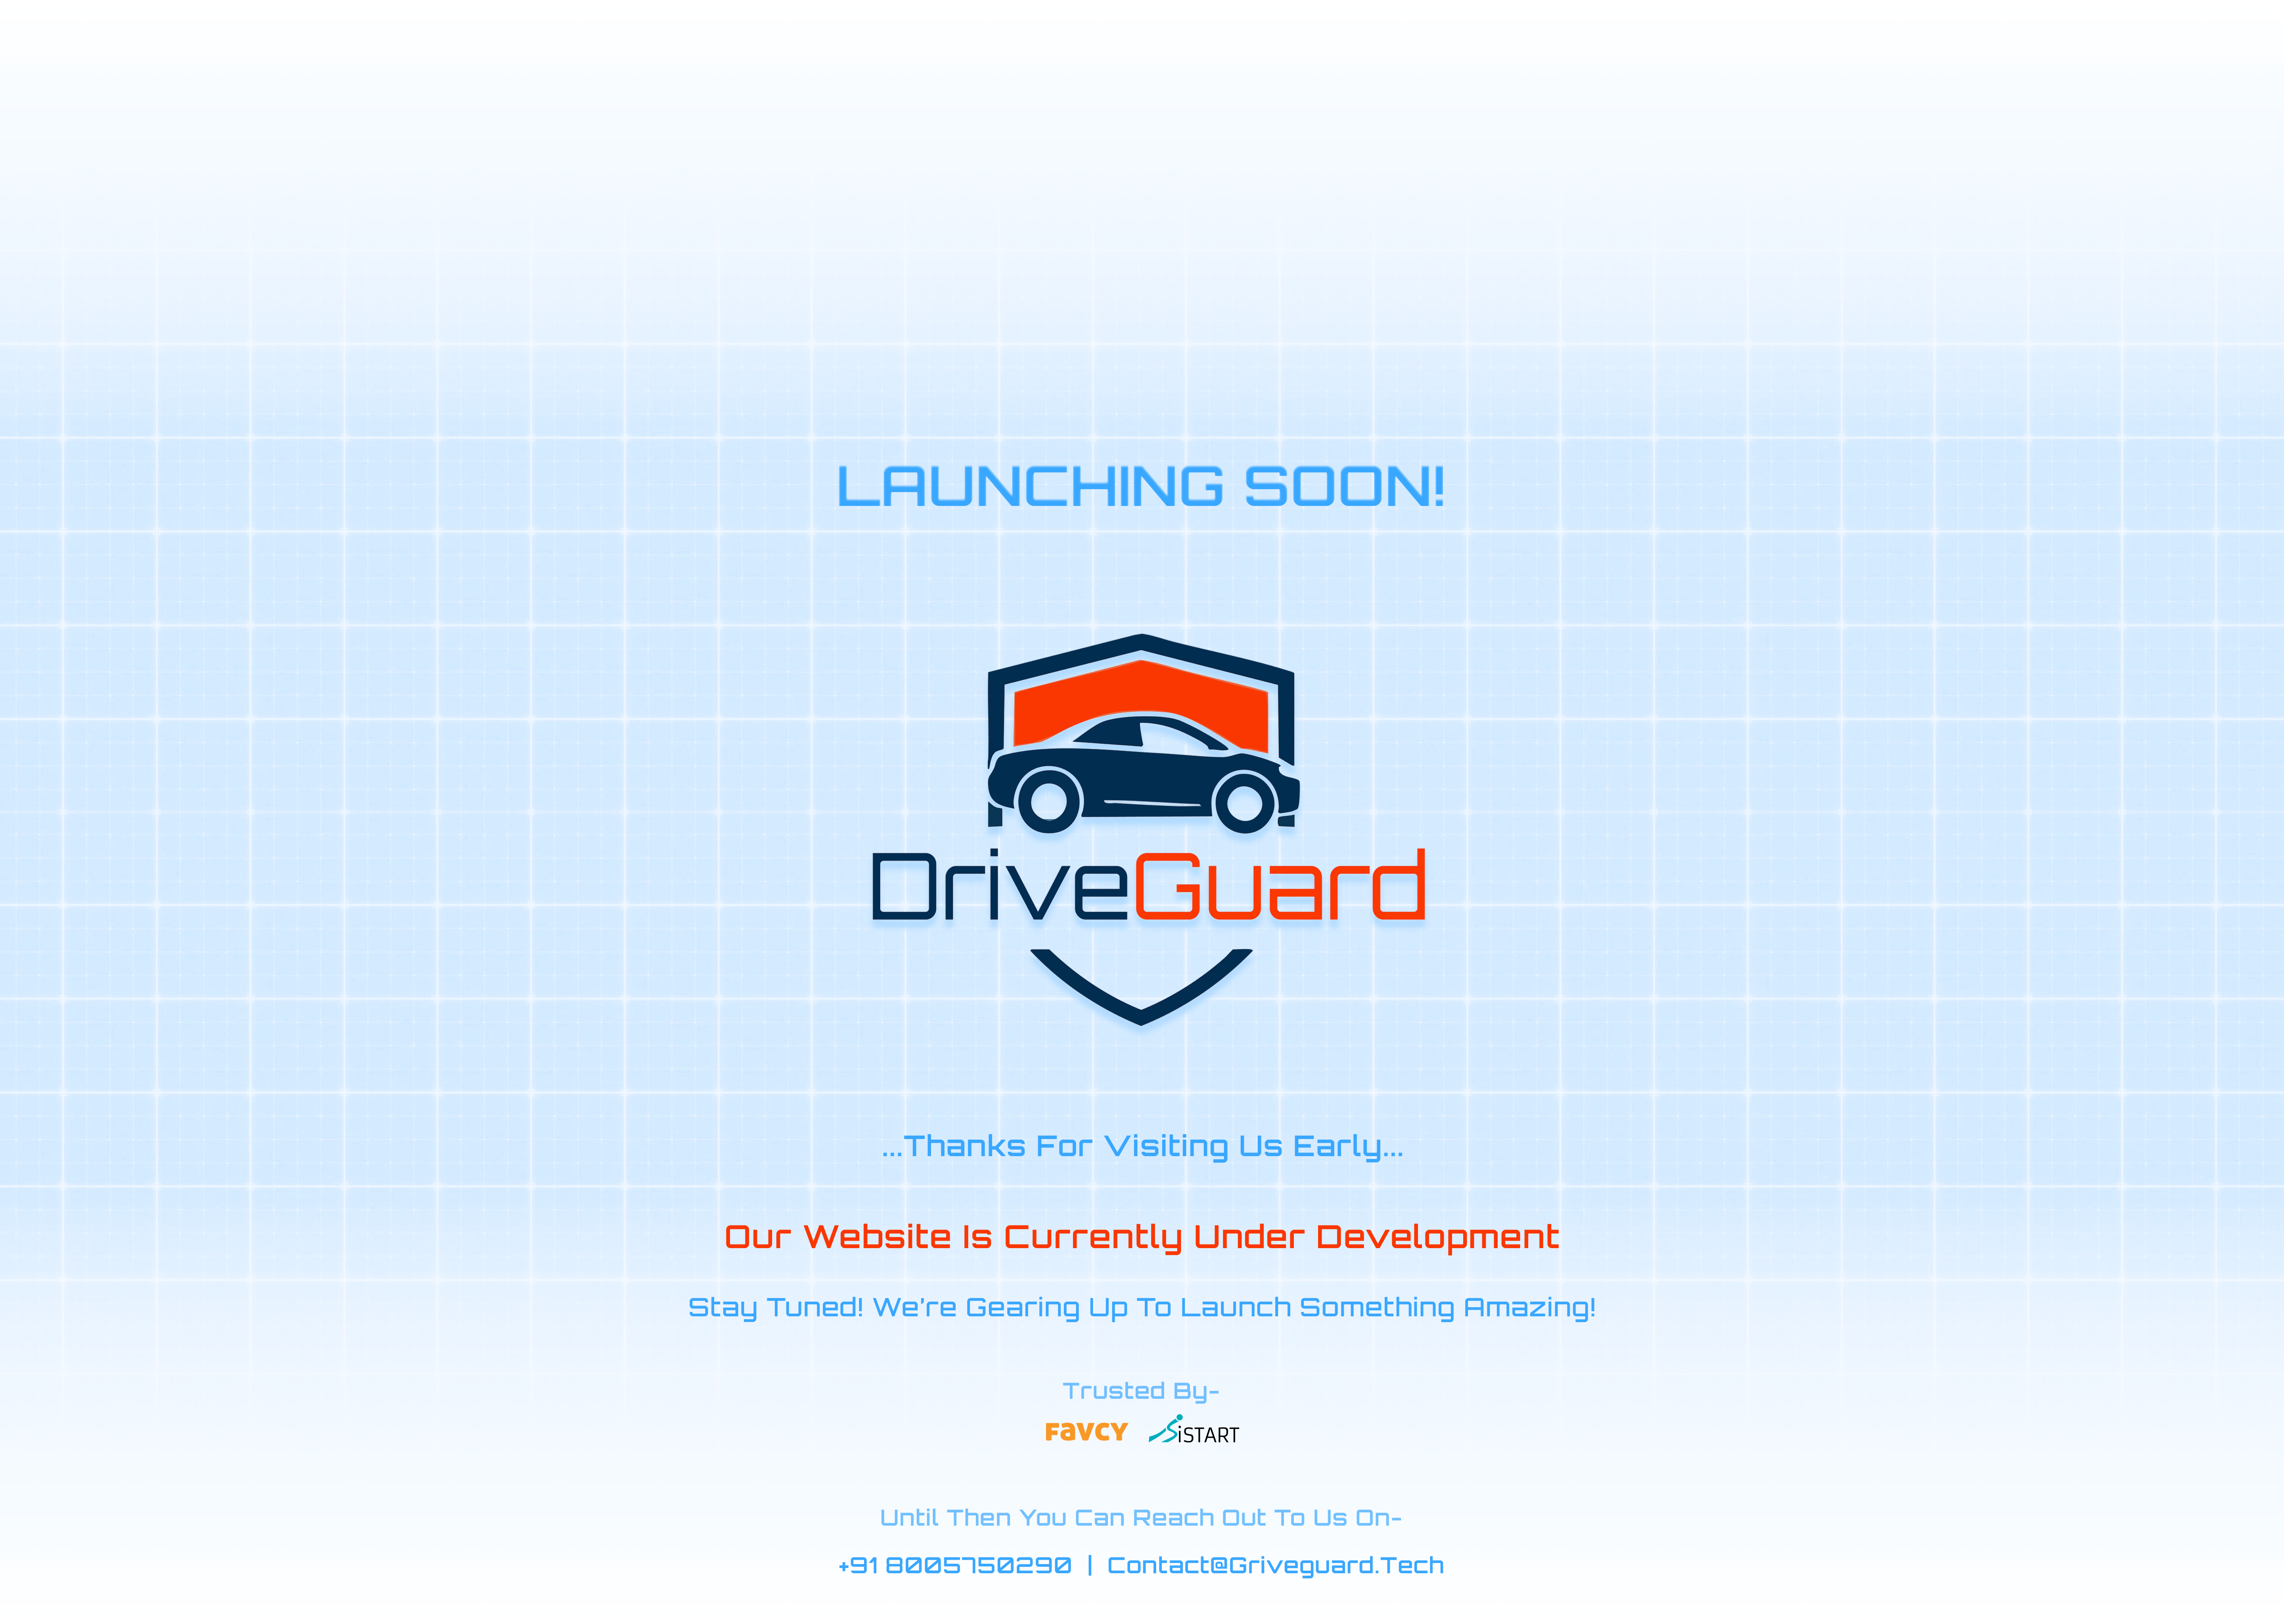 LAUNCHING SOON!
DriveGuard
...Thanks For Visiting Us Early...
Our Website Is Currently Under Development
Stay Tuned! We're Gearing Up To Launch Something Amazing!
Trusted By-
FavCY iSTART
Until Then You Can Reach Out To Us On-
+91 8005750290 | Contact@Griveguard.Tech